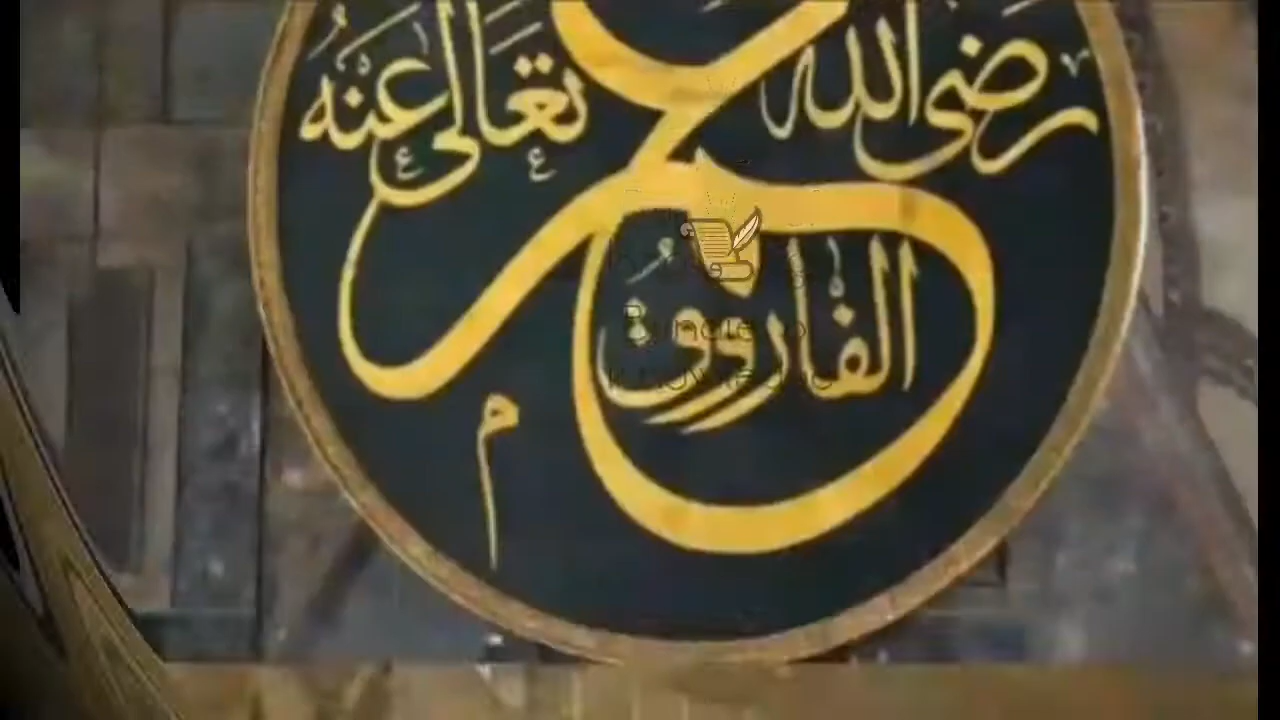 رضى الله تعالى عنه
عمر
الفاروق